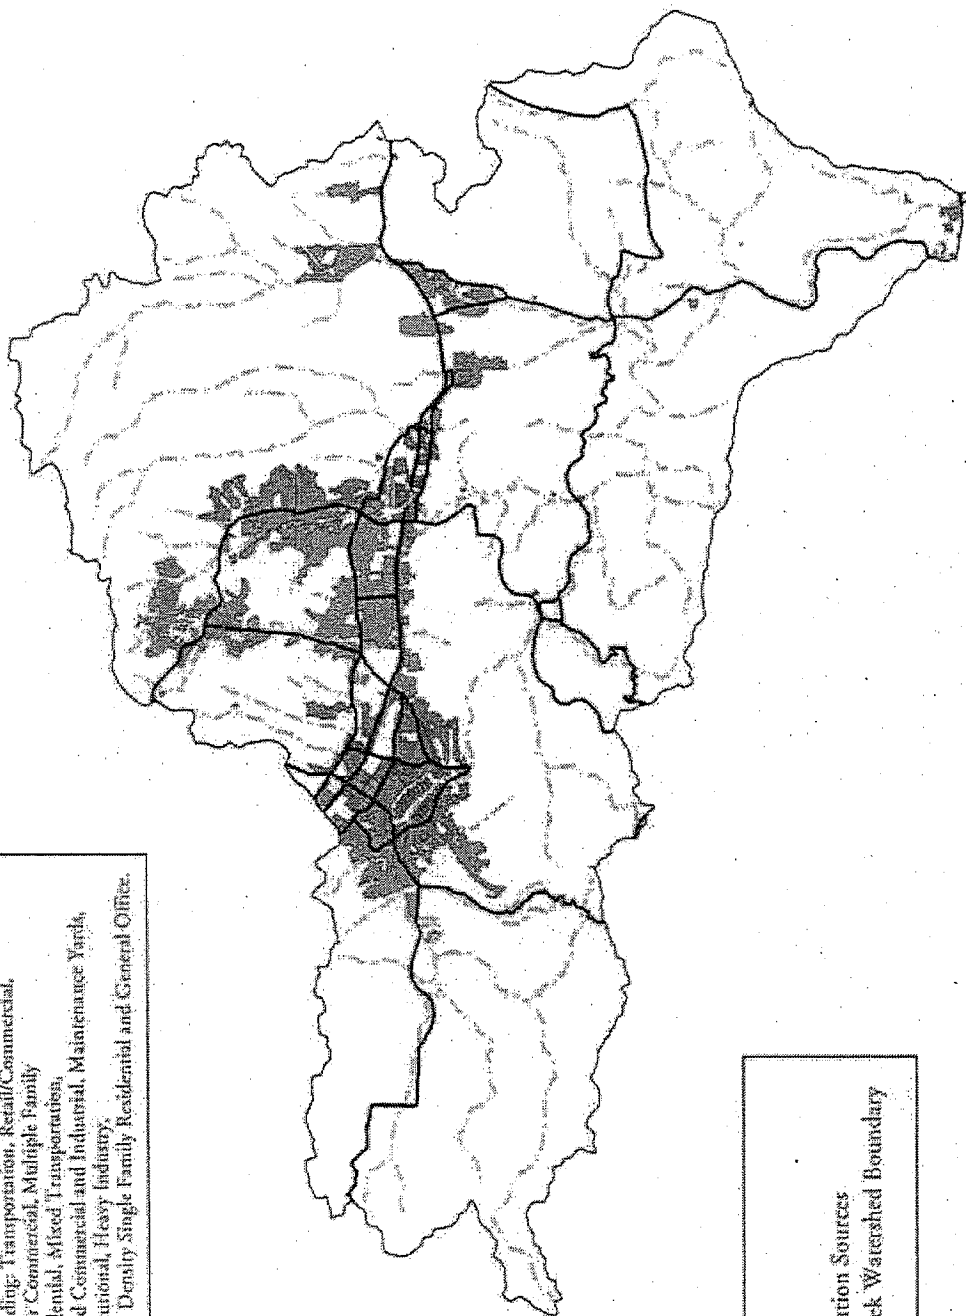 ding: Transportation, Retail/Commercial,
r Commercial, Multiple Family
dential, Mixed Transportation,
d Commercial and Industrial, Maintenance Yards,
utional, Heavy Industry,
Density Single Family Residential and General Office.
tion Sources
ek Watershed Boundary